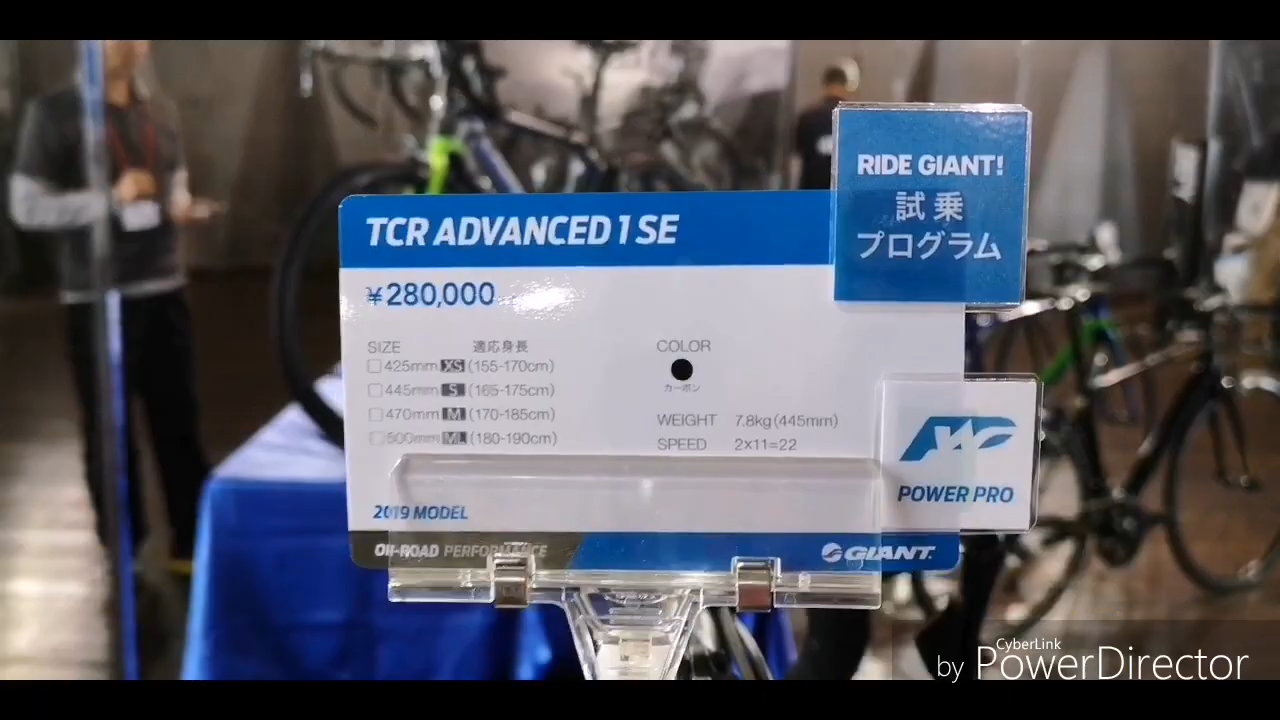 RIDE GIANT!
試乗
プログラム
TCR ADVANCED 1 SE
¥280,000
SIZE 適応身長
425mm XS (155-170cm)
445mm S (165-175cm)
470mm M (170-185cm)
500mm ML (180-190cm)
COLOR
カーボン
WEIGHT 7.8kg(445mm)
SPEED 2x11=22
POWER PRO
2019 MODEL
ON-ROAD PERFORMANCE
GIANT
by CyberLink
PowerDirector